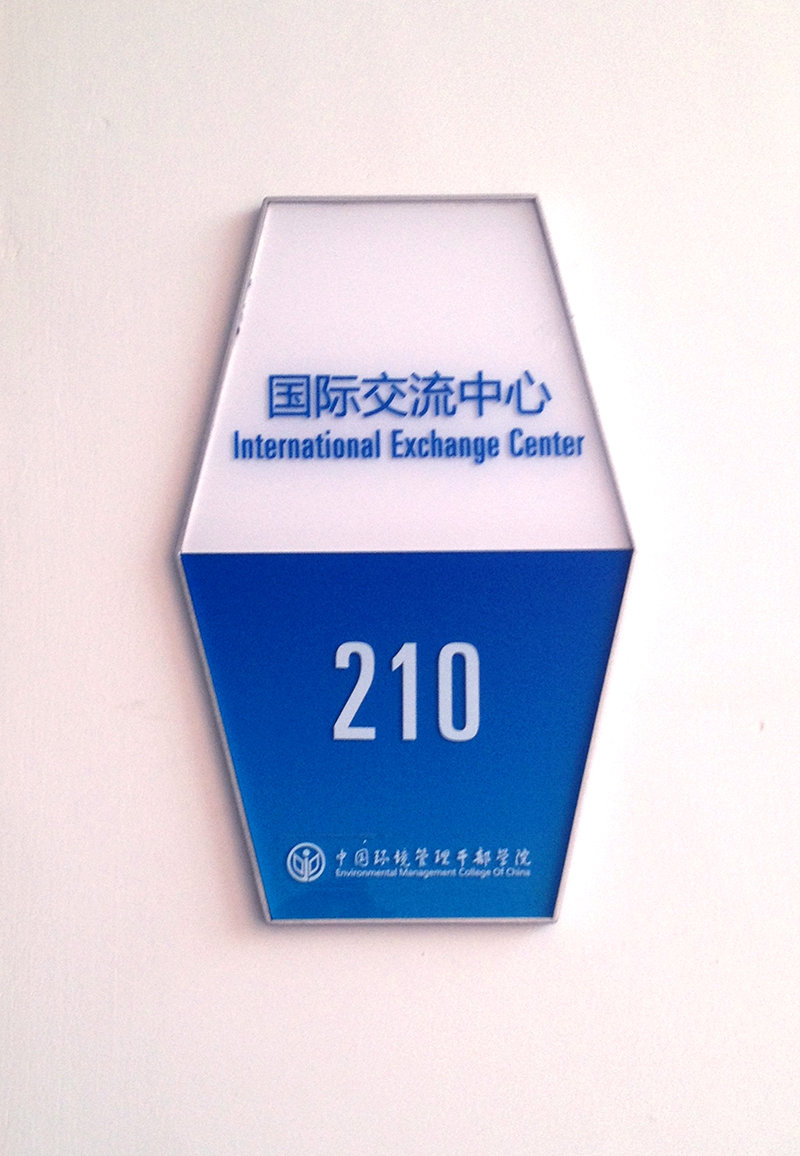 国际交流中心
International Exchange Center
210
中国环境管理干部学院
Environmental Management College Of China